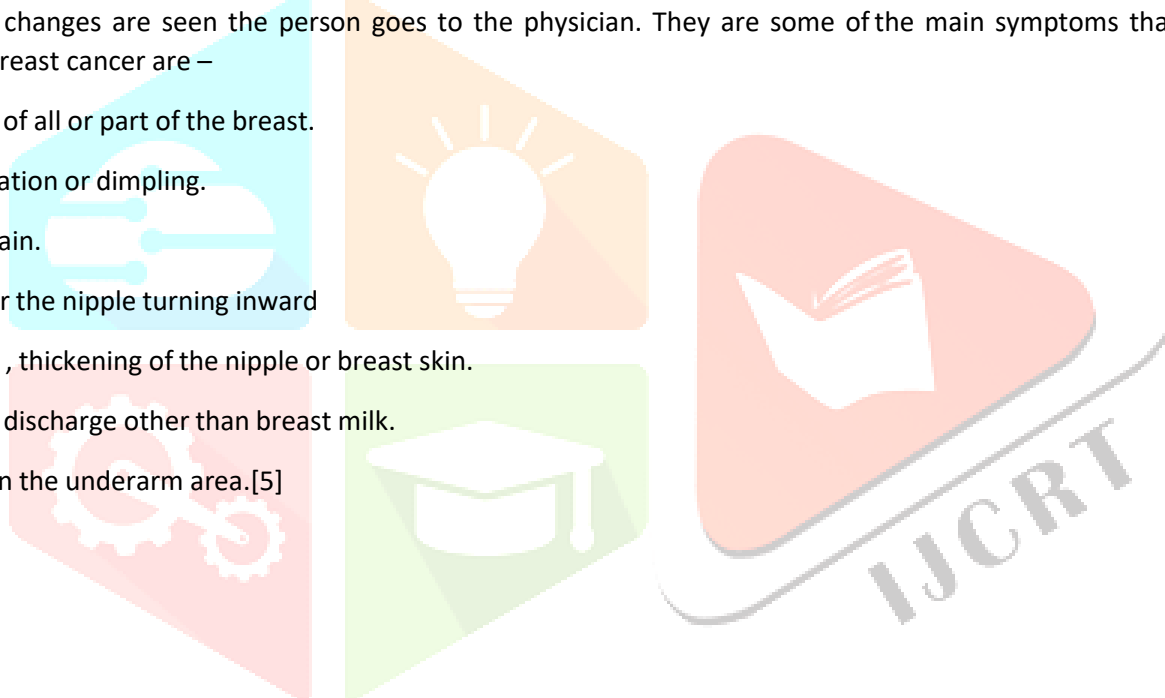 changes are seen the person goes to the physician. They are some of the main symptoms tha
reast cancer are –
of all or part of the breast.
ation or dimpling.
ain.
r the nipple turning inward
, thickening of the nipple or breast skin.
discharge other than breast milk.
n the underarm area.[5]
IJCRT